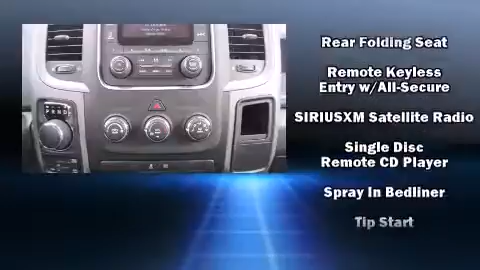 Rear Folding Seat
Remote Keyless
Entry w/All-Secure
SIRIUSXM Satellite Radio
Single Disc
Remote CD Player
Spray In Bedliner
Tip Start